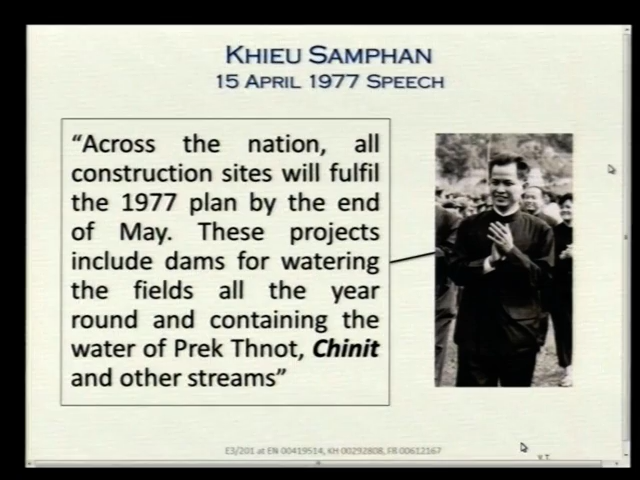 KHIEU SAMPHAN
15 APRIL 1977 SPEECH
“Across the nation, all
construction sites will fulfil
the 1977 plan by the end
of May. These projects
include dams for watering
the fields all the year
round and containing the
water of Prek Thnot, Chinit
and other streams”
E3/201 at EN 00419514, KH 00292808, FR 00612167